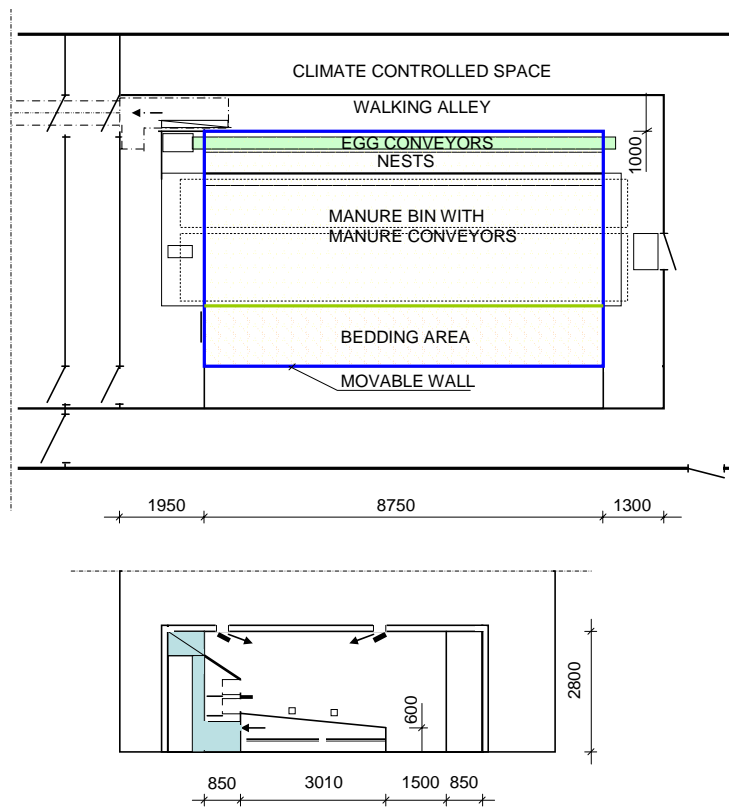 CLIMATE CONTROLLED SPACE
WALKING ALLEY
EGG CONVEYORS
1000
NESTS
MANURE BIN WITH
MANURE CONVEYORS
BEDDING AREA
MOVABLE WALL
1950 8750 1300
2800
600
850 3010 1500 850